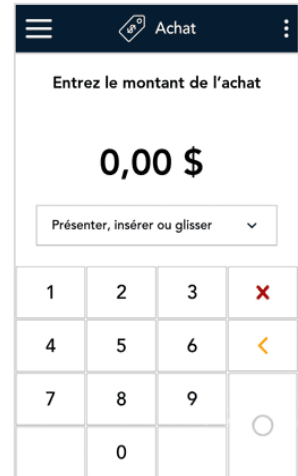 Achat
Entrez le montant de l'achat
0,00 $
Présenter, insérer ou glisser
1 2 3
4 5 6
7 8 9
0